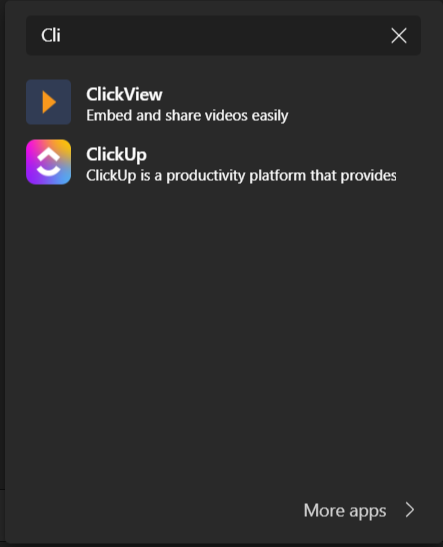 Cli
ClickView
Embed and share videos easily
ClickUp
ClickUp is a productivity platform that provides
More apps